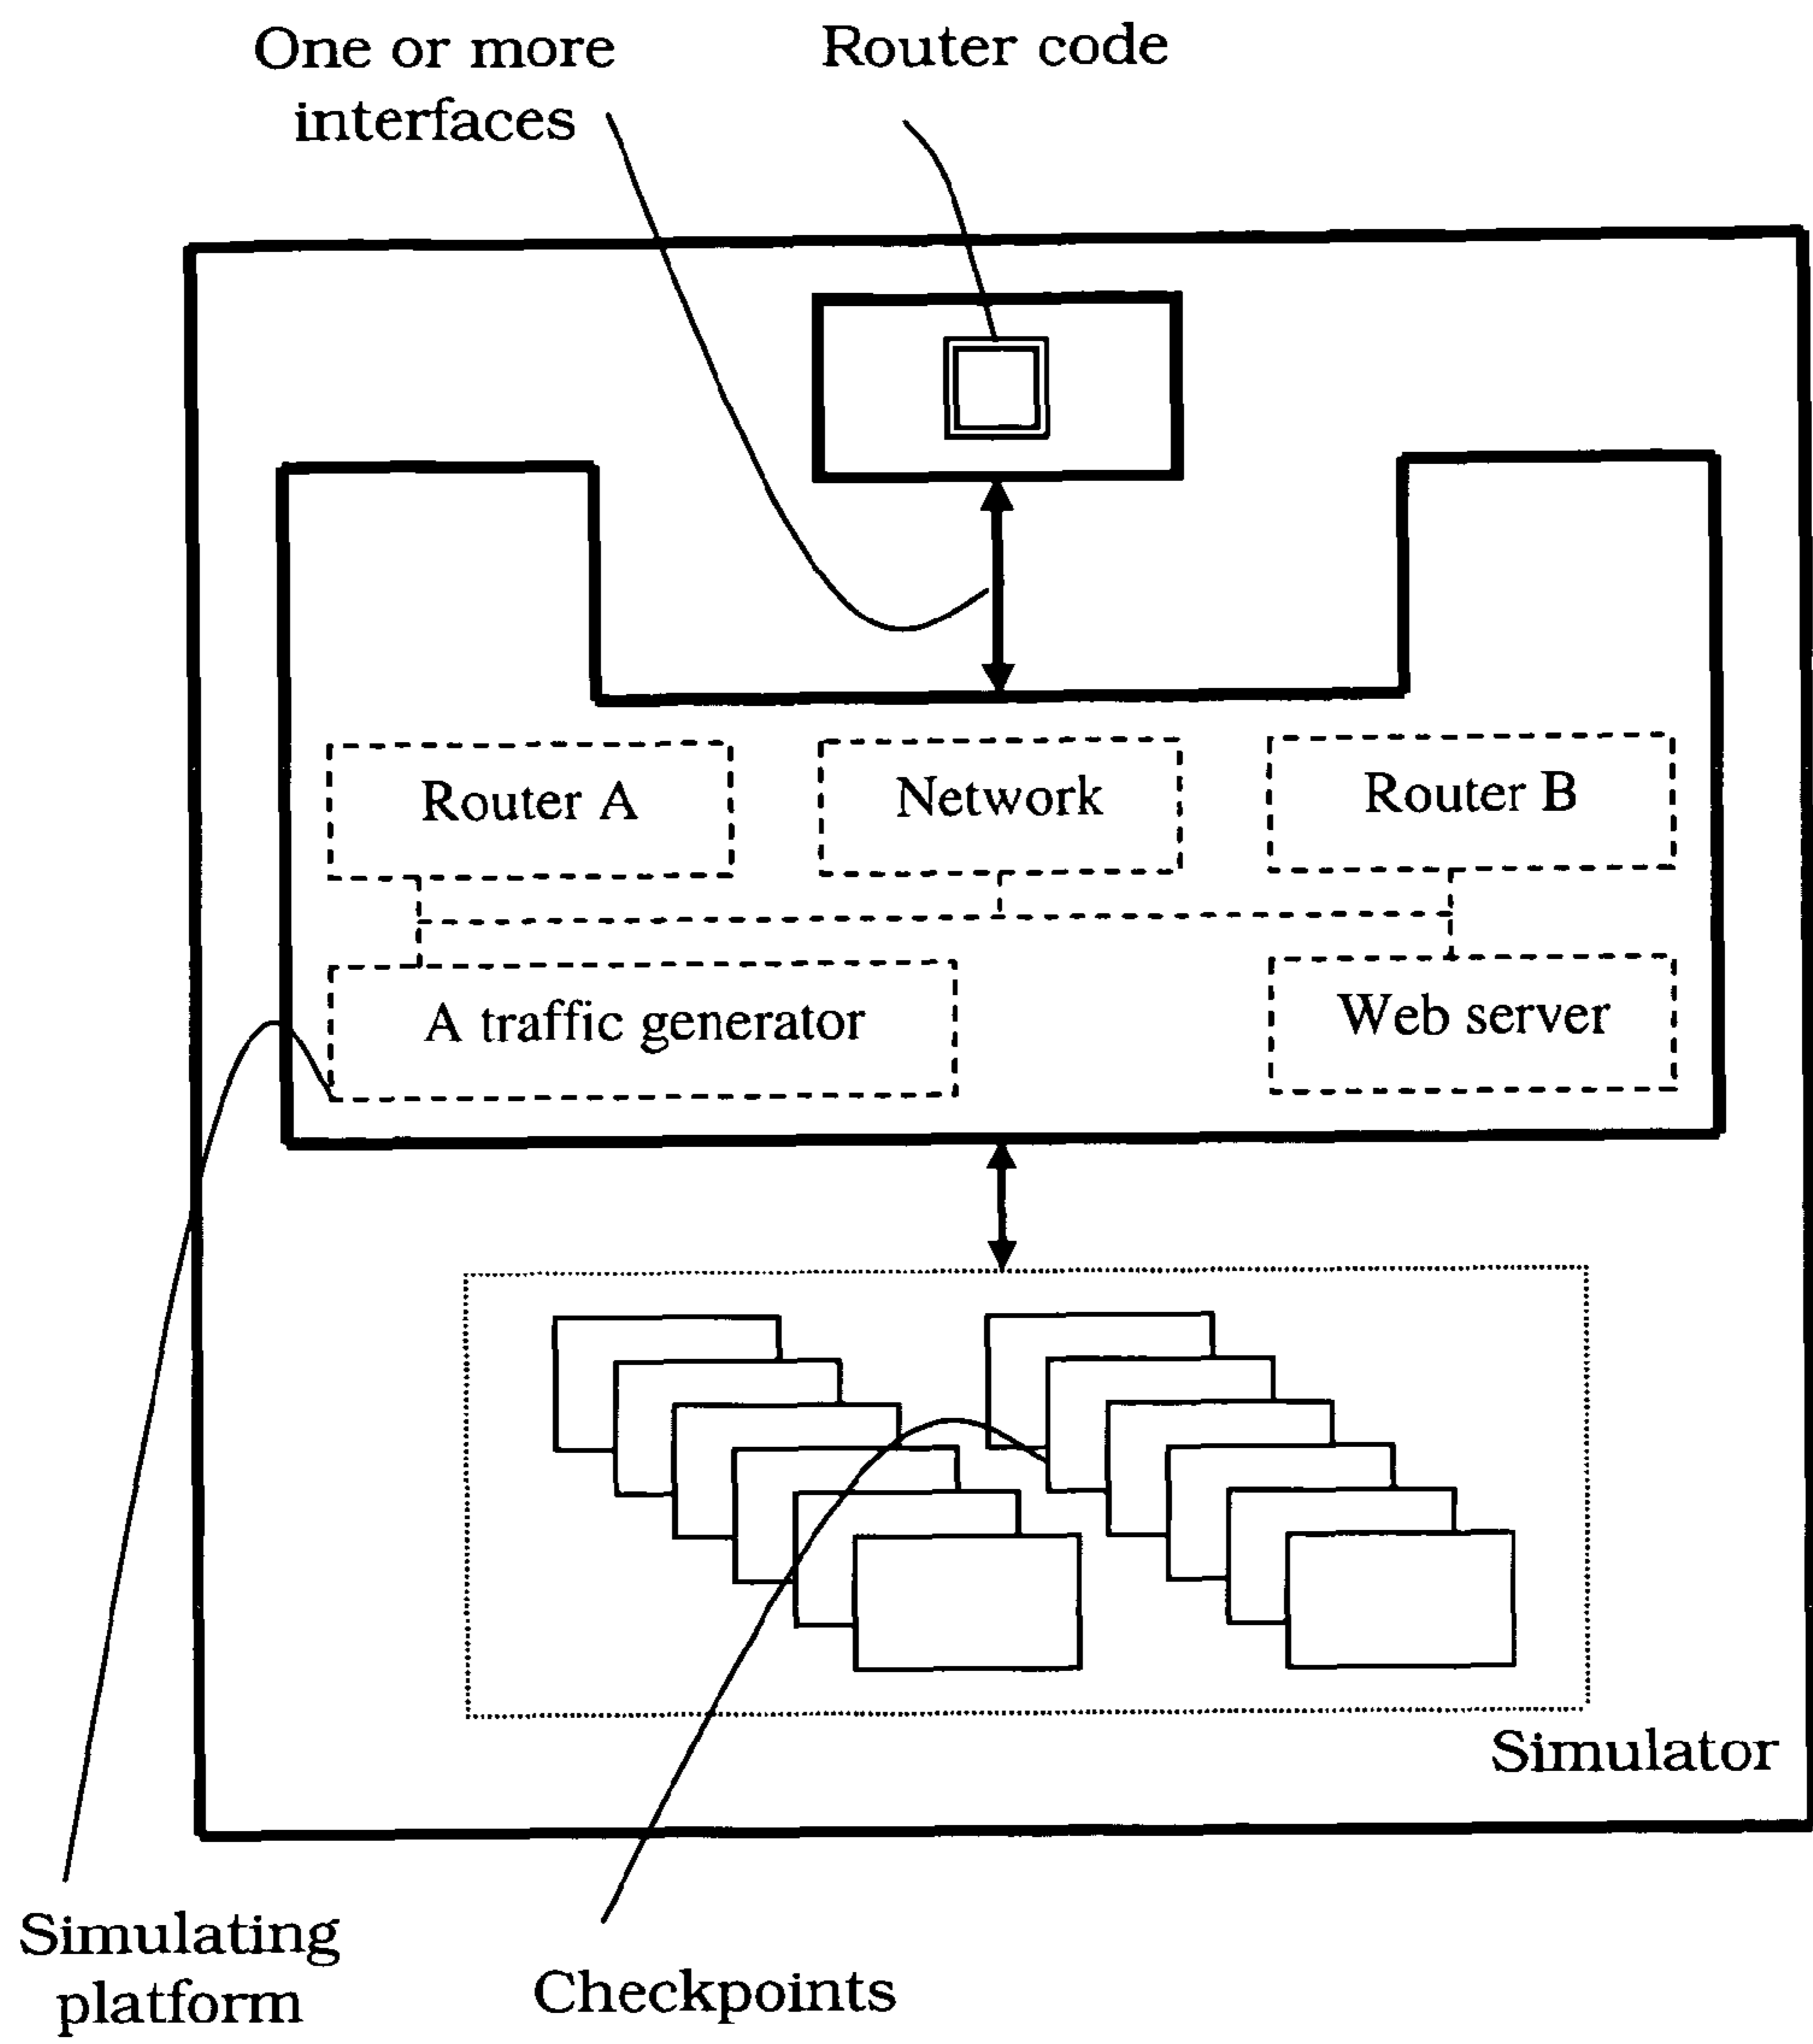 One or more
interfaces
Router code
Router A
Network
Router B
A traffic generator
Web server
Simulator
Simulating
platform
Checkpoints